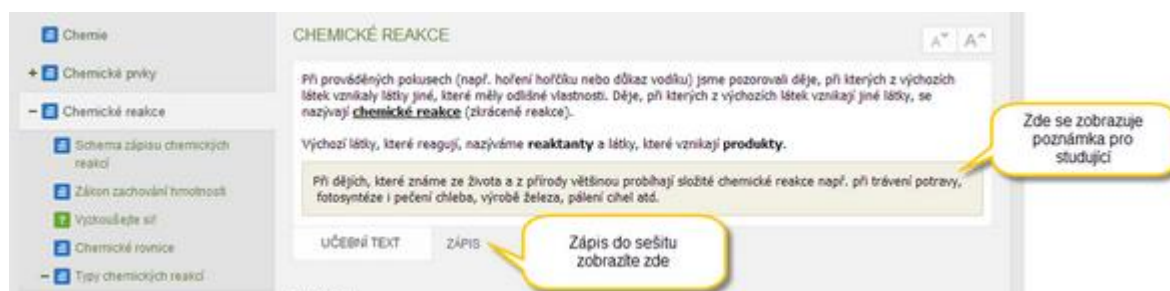 Chemie
Chemické prvky
Chemické reakce
Schema zápisu chemických
reakcí
Zákon zachování hmotnosti
Vyzkoušejte si!
Chemické rovnice
Typy chemických reakcí
CHEMICKÉ REAKCE
A A
Při prováděných pokusech (např. hoření hořčíku nebo důkaz vodíku) jsme pozorovali děje, při kterých z výchozích
látek vznikaly látky jiné, které měly odlišné vlastnosti. Děje, při kterých z výchozích látek vznikají jiné látky, se
nazývají chemické reakce (zkráceně reakce).
Výchozí látky, které reagují, nazýváme reaktanty a látky, které vznikají produkty.
Při dějích, které známe ze života a z přírody většinou probíhají složité chemické reakce např. při trávení potravy,
fotosyntéze i pečení chleba, výrobě železa, pálení cihel atd.
UČEBNÍ TEXT ZÁPIS
Zde se zobrazuje
poznámka pro
studující
Zápis do sešitu
zobrazíte zde